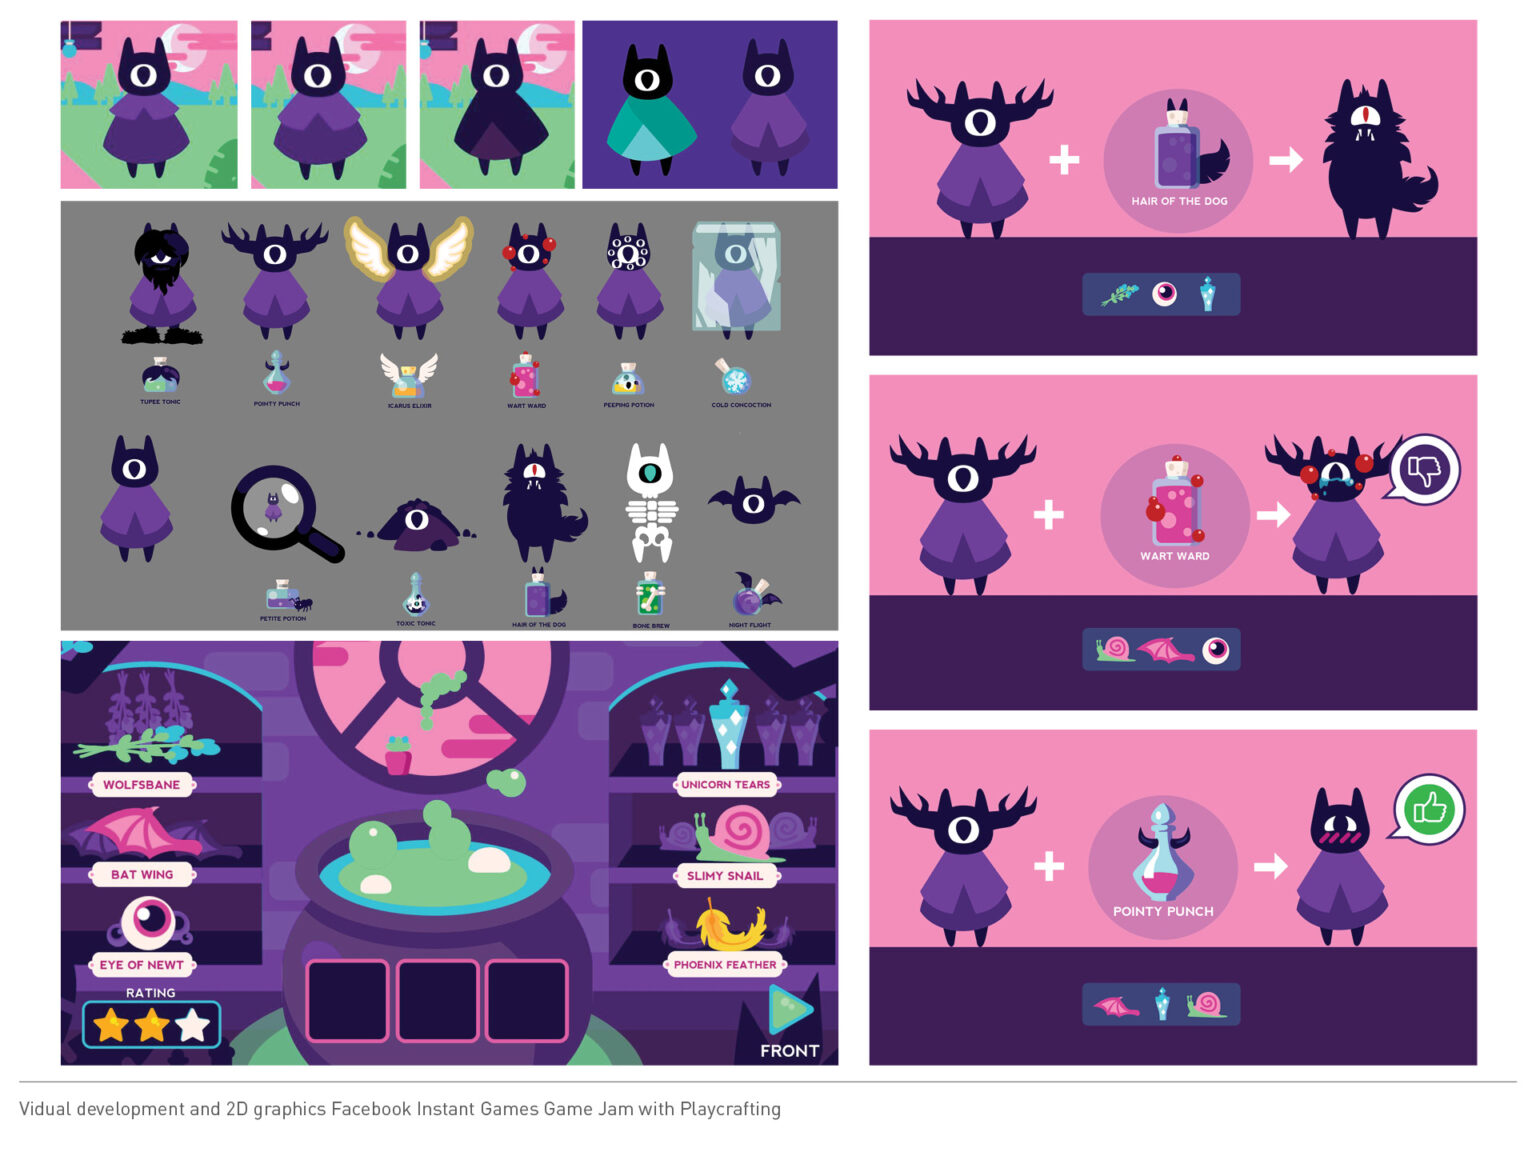 TUPEE TONIC
POINTY PUNCH
ICARUS ELIXIR
WART WARD
PEEPING POTION
COLD CONCOCTION
PETITE POTION
TOXIC TONIC
HAIR OF THE DOG
BONE BREW
NIGHT FLIGHT
WOLFSBANE
UNICORN TEARS
BAT WING
SLIMY SNAIL
EYE OF NEWT
PHOENIX FEATHER
RATING
FRONT
HAIR OF THE DOG
WART WARD
POINTY PUNCH
Vidual development and 2D graphics Facebook Instant Games Game Jam with Playcrafting